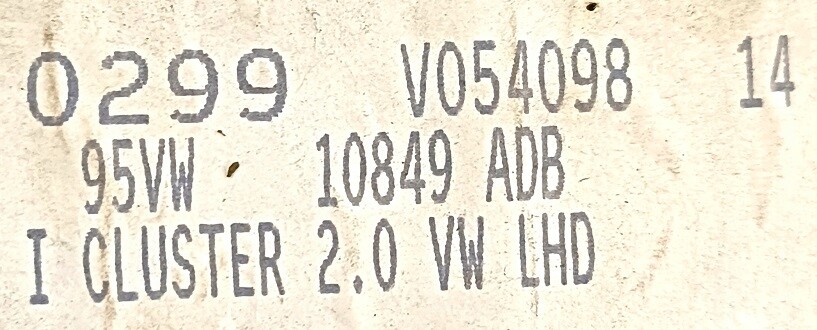 0299 V054098 14
95VW 10849 ADB
I CLUSTER 2.0 VW LHD